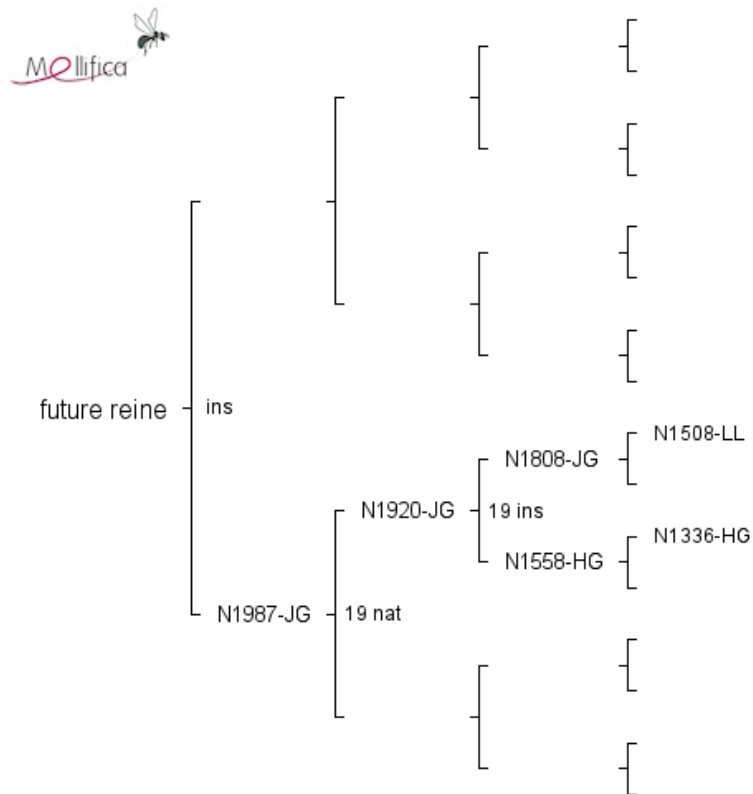 Mellifica
future reine
ins
N1508-LL
N1808-JG
N1920-JG
19 ins
N1336-HG
N1558-HG
N1987-JG
19 nat